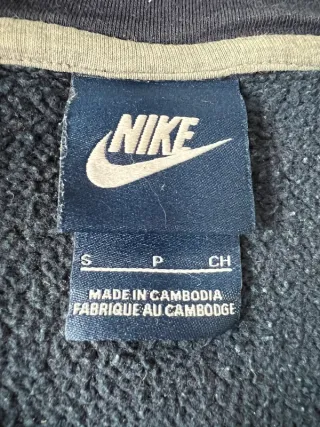 NIKE
S P CH
MADE IN CAMBODIA
FABRIQUE AU CAMBODGE